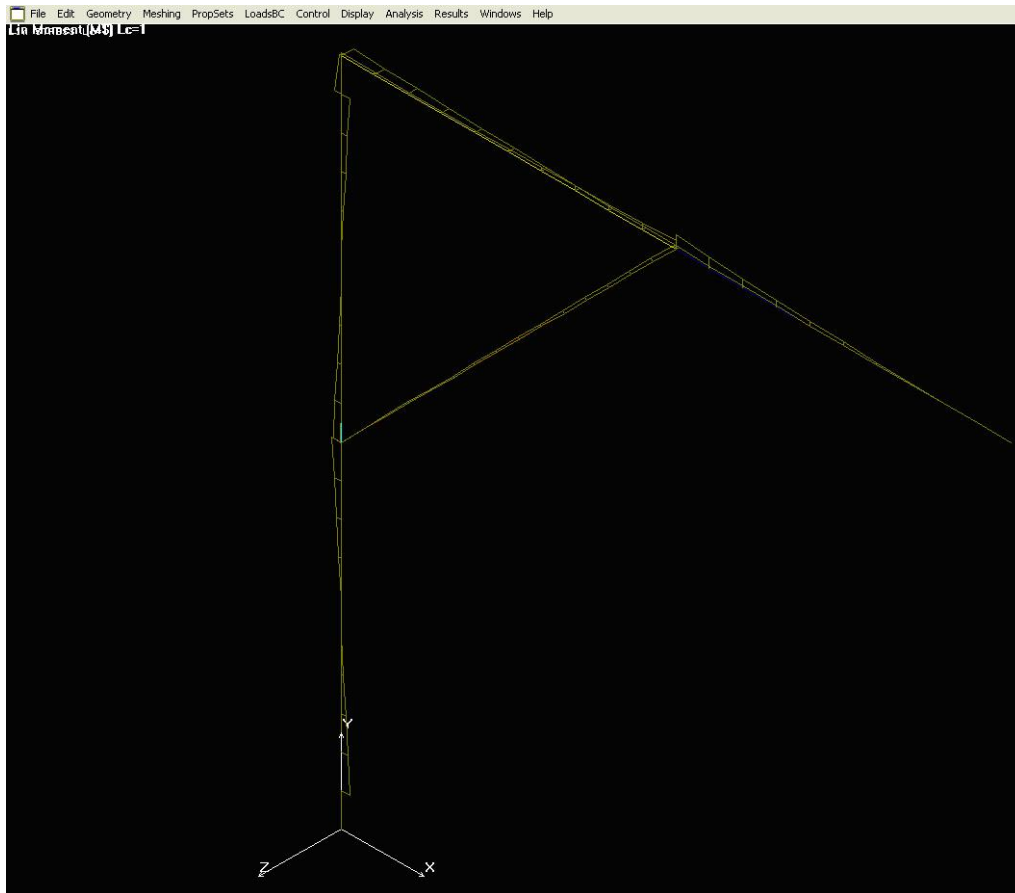 File Edit Geometry Meshing PropSets LoadsBC Control Display Analysis Results Windows Help
Lc=1
Y
Z X